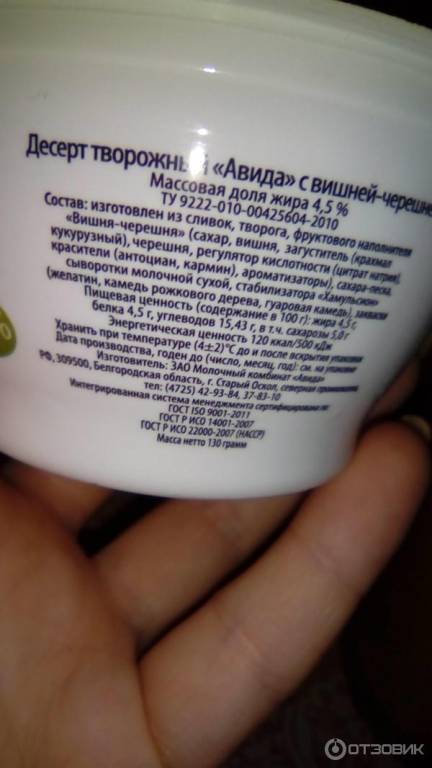 Десерт творожный «Авида» с вишней-черешне
Массовая доля жира 4,5 %
ТУ 9222-010-00425604-2010
Состав: изготовлен из сливок, творога, фруктового наполнителя
«Вишня-черешня» (сахар, вишня, загуститель (крахмал
кукурузный), черешня, регулятор кислотности (цитрат натрия),
красители (антоциан, кармин), ароматизаторы), сахара-песка,
сыворотки молочной сухой, стабилизатора «Хамульсион»
(желатин, камедь рожкового дерева, гуаровая камедь), закваски
Пищевая ценность (содержание в 100 г): жира 4,5 г,
белка 4,5 г, углеводов 15,43 г, в т.ч. сахарозы 5,0 г
Энергетическая ценность 120 ккал/500 кДж
Хранить при температуре (4±2)°С до и после вскрытия упаковки
Дата производства, годен до (число, месяц, год): см. на упаковке
Изготовитель: ЗАО Молочный комбинат «Авида»
РФ, 309500, Белгородская область, г. Старый Оскол, северная
тел: (4725) 42-93-84, 37-83-10
Интегрированная система менеджмента сертифицирована по
ГОСТ ISO 9001-2011
ГОСТ Р ИСО 14001-2007
ГОСТ Р ИСО 22000-2007 (НАССР)
Масса нетто 130 грамм
ОТЗОВИК